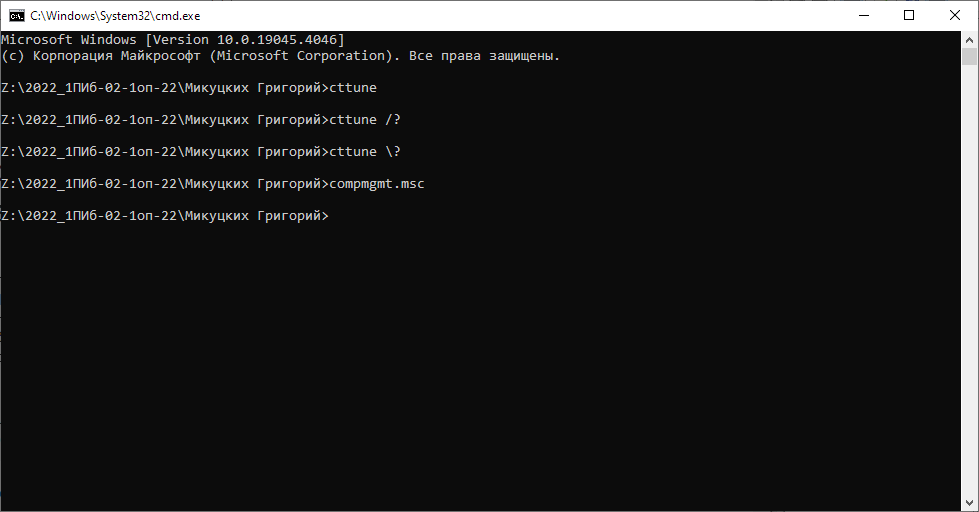 C:\Windows\System32\cmd.exe
Microsoft Windows [Version 10.0.19045.4046]
(c) Корпорация Майкрософт (Microsoft Corporation). Все права защищены.
Z:\2022_1ПИб-02-1оп-22\Микуцких Григорий>cttune
Z:\2022_1ПИб-02-1оп-22\Микуцких Григорий>cttune /?
Z:\2022_1ПИб-02-1оп-22\Микуцких Григорий>cttune \?
Z:\2022_1ПИб-02-1оп-22\Микуцких Григорий>compmgmt.msc
Z:\2022_1ПИб-02-1оп-22\Микуцких Григорий>